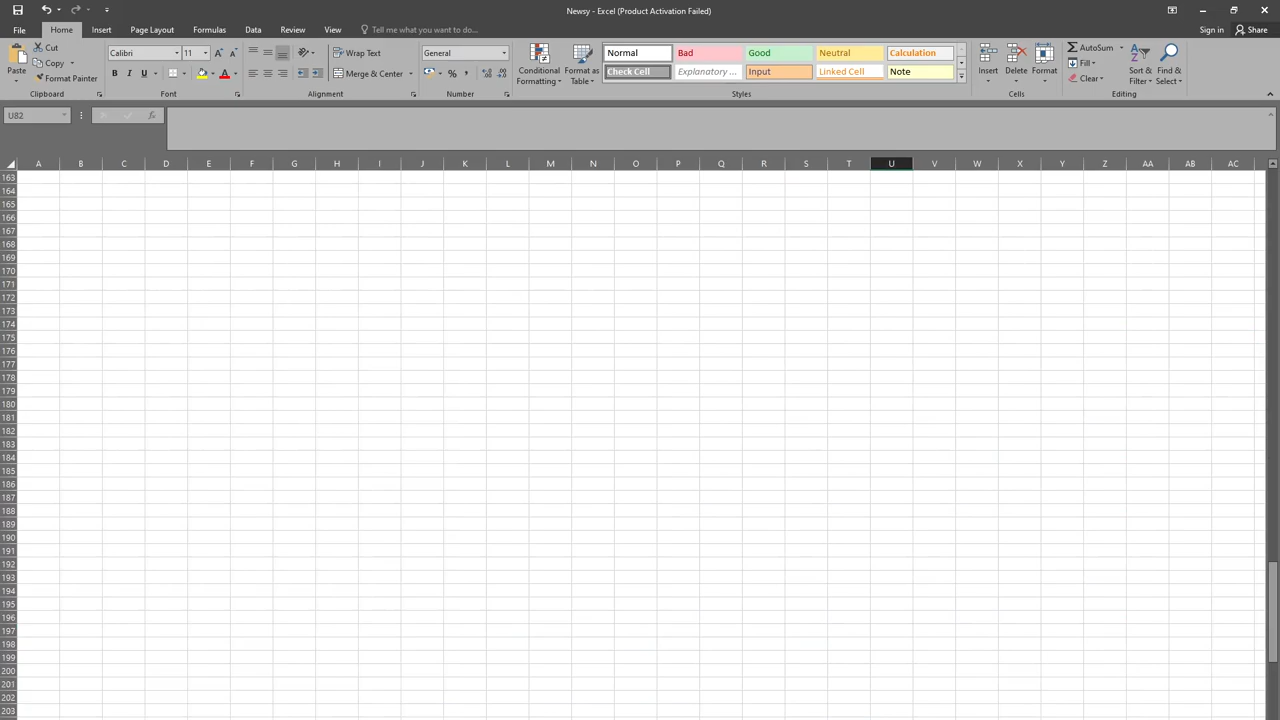 Newsy - Excel (Product Activation Failed)
File Home Insert Page Layout Formulas Data Review View Tell me what you want to do... Sign in Share
Paste Cut Copy Format Painter Clipboard
Calibri 11 A A B I U A Font
Wrap Text Merge & Center Alignment
General % , Number
Conditional Formatting Format as Table
Normal Bad Good Neutral Calculation
Check Cell Explanatory ... Input Linked Cell Note
Styles
Insert Delete Format Cells
AutoSum Fill Clear Sort & Filter Find & Select Editing
U82 fx
A B C D E F G H I J K L M N O P Q R S T U V W X Y Z AA AB AC
163
164
165
166
167
168
169
170
171
172
173
174
175
176
177
178
179
180
181
182
183
184
185
186
187
188
189
190
191
192
193
194
195
196
197
198
199
200
201
202
203